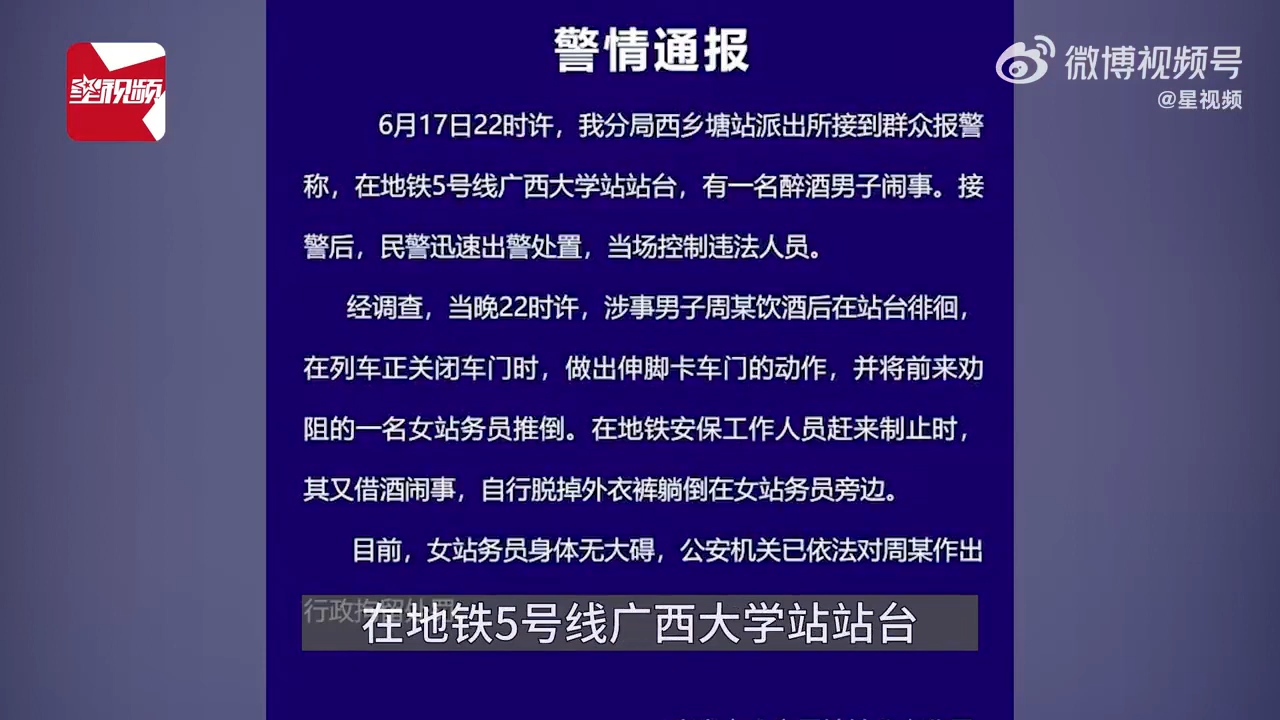 警情通报
星视频
微博视频号
@星视频
6月17日22时许，我分局西乡塘站派出所接到群众报警
称，在地铁5号线广西大学站站台，有一名醉酒男子闹事。接
警后，民警迅速出警处置，当场控制违法人员。
经调查，当晚22时许，涉事男子周某饮酒后在站台徘徊，
在列车正关闭车门时，做出伸脚卡车门的动作，并将前来劝
阻的一名女站务员推倒。在地铁安保工作人员赶来制止时，
其又借酒闹事，自行脱掉外衣裤躺倒在女站务员旁边。
目前，女站务员身体无大碍，公安机关已依法对周某作出
行政拘留处罚
在地铁5号线广西大学站站台